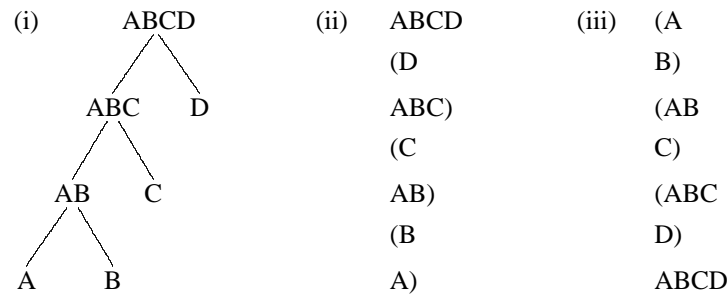 (i) ABCD (ii) ABCD (iii) (A
(D B)
ABC D ABC) (AB
(C C)
AB C AB) (ABC
(B D)
A B A) ABCD